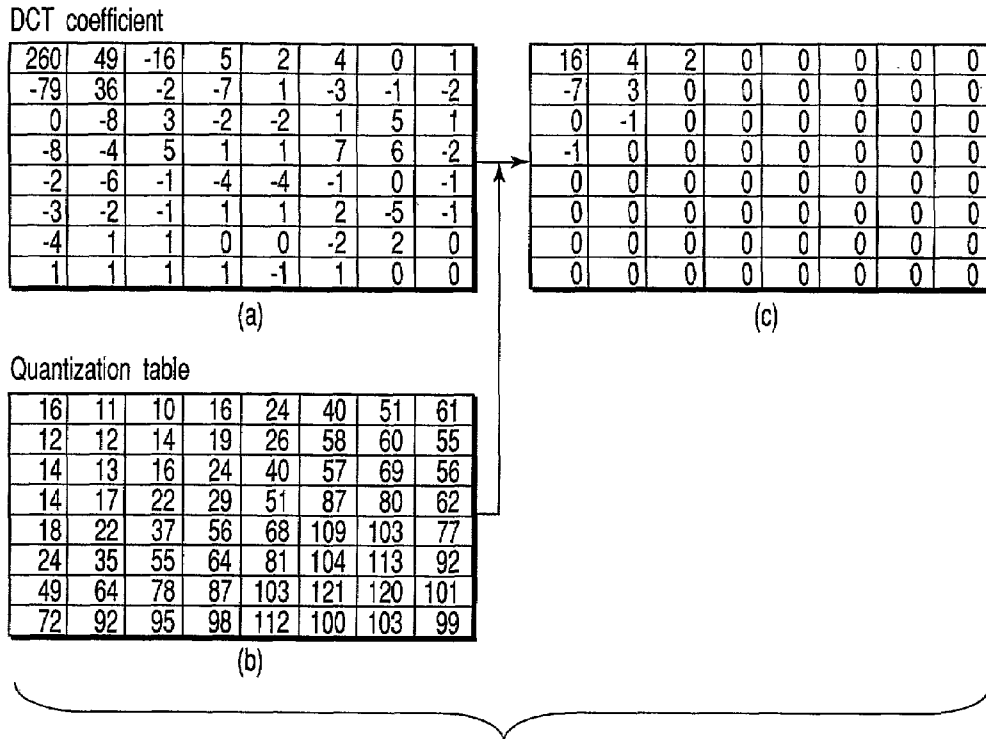 DCT coefficient
260 49 -16 5 2 4 0 1
-79 36 -2 -7 1 -3 -1 -2
0 -8 3 -2 -2 1 5 1
-8 -4 5 1 1 7 6 -2
-2 -6 -1 -4 -4 -1 0 -1
-3 -2 -1 1 1 2 -5 -1
-4 1 1 0 0 -2 2 0
1 1 1 1 -1 1 0 0
(a)
16 4 2 0 0 0 0 0
-7 3 0 0 0 0 0 0
0 -1 0 0 0 0 0 0
-1 0 0 0 0 0 0 0
0 0 0 0 0 0 0 0
0 0 0 0 0 0 0 0
0 0 0 0 0 0 0 0
0 0 0 0 0 0 0 0
(c)
Quantization table
16 11 10 16 24 40 51 61
12 12 14 19 26 58 60 55
14 13 16 24 40 57 69 56
14 17 22 29 51 87 80 62
18 22 37 56 68 109 103 77
24 35 55 64 81 104 113 92
49 64 78 87 103 121 120 101
72 92 95 98 112 100 103 99
(b)